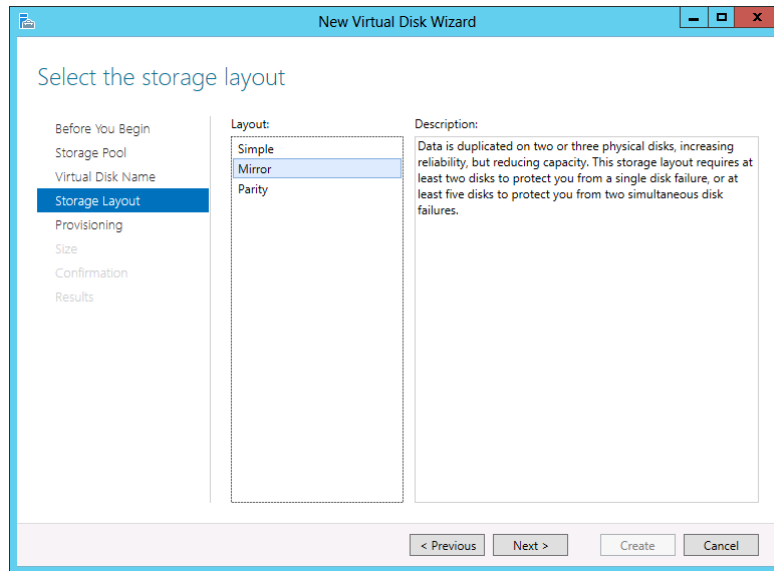 New Virtual Disk Wizard
Select the storage layout
Before You Begin
Storage Pool
Virtual Disk Name
Storage Layout
Provisioning
Size
Confirmation
Results
Layout:
Simple
Mirror
Parity
Description:
Data is duplicated on two or three physical disks, increasing
reliability, but reducing capacity. This storage layout requires at
least two disks to protect you from a single disk failure, or at
least five disks to protect you from two simultaneous disk
failures.
< Previous
Next >
Create
Cancel